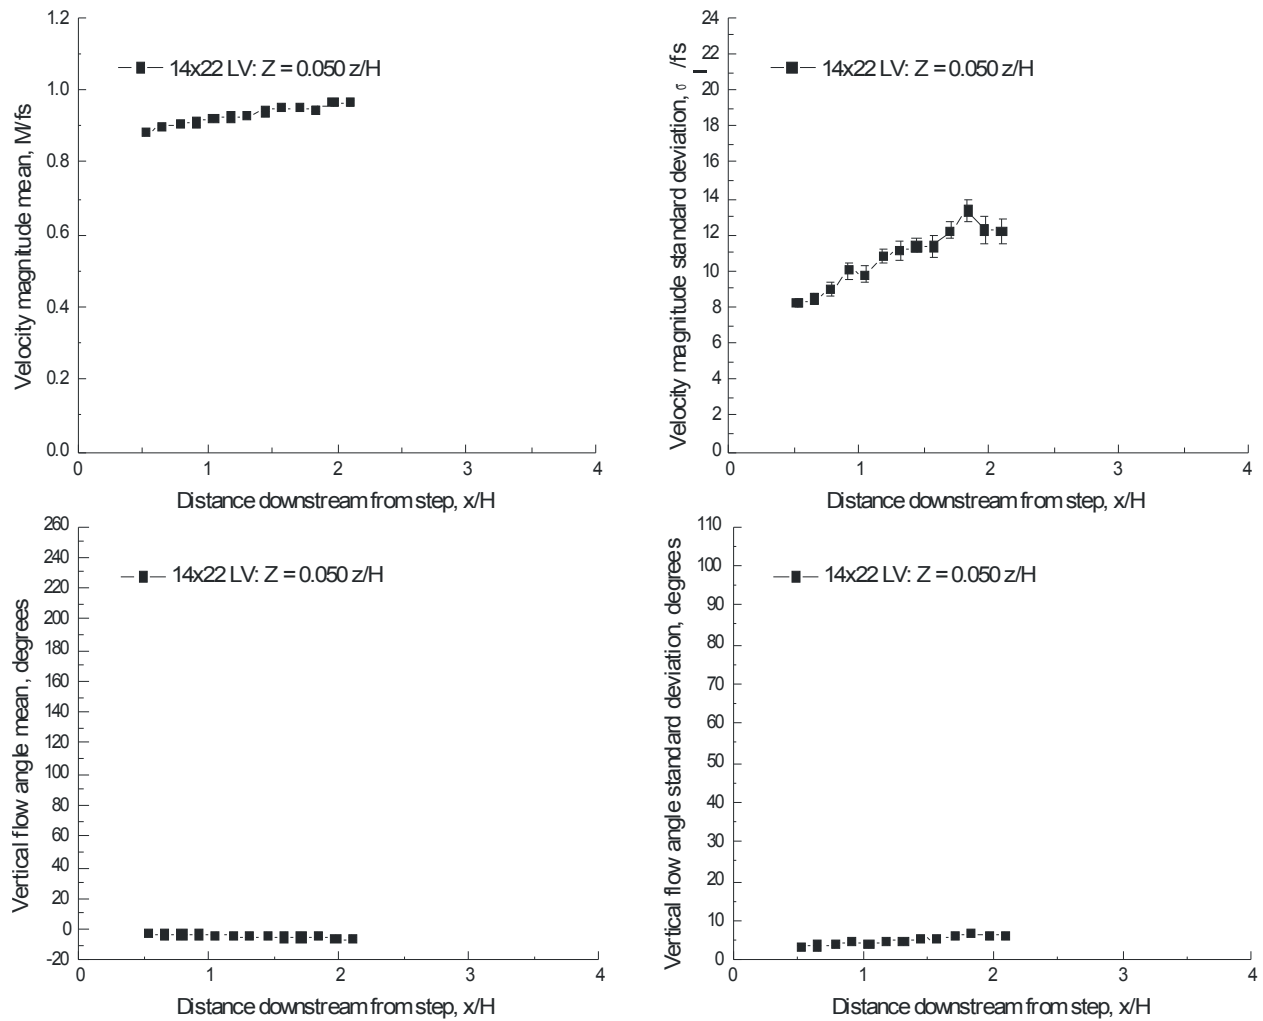 Velocity magnitude mean, M/fs
1.2
1.0
0.8
0.6
0.4
0.2
0.0
14x22 LV: Z = 0.050 z/H
0 1 2 3 4
Distance downstream from step, x/H
Velocity magnitude standard deviation, σ /fs
24
22
20
18
16
14
12
10
8
6
4
2
0
14x22 LV: Z = 0.050 z/H
0 1 2 3 4
Distance downstream from step, x/H
Vertical flow angle mean, degrees
260
240
220
200
180
160
140
120
100
80
60
40
20
0
-20
14x22 LV: Z = 0.050 z/H
0 1 2 3 4
Distance downstream from step, x/H
Vertical flow angle standard deviation, degrees
110
100
90
80
70
60
50
40
30
20
10
0
14x22 LV: Z = 0.050 z/H
0 1 2 3 4
Distance downstream from step, x/H